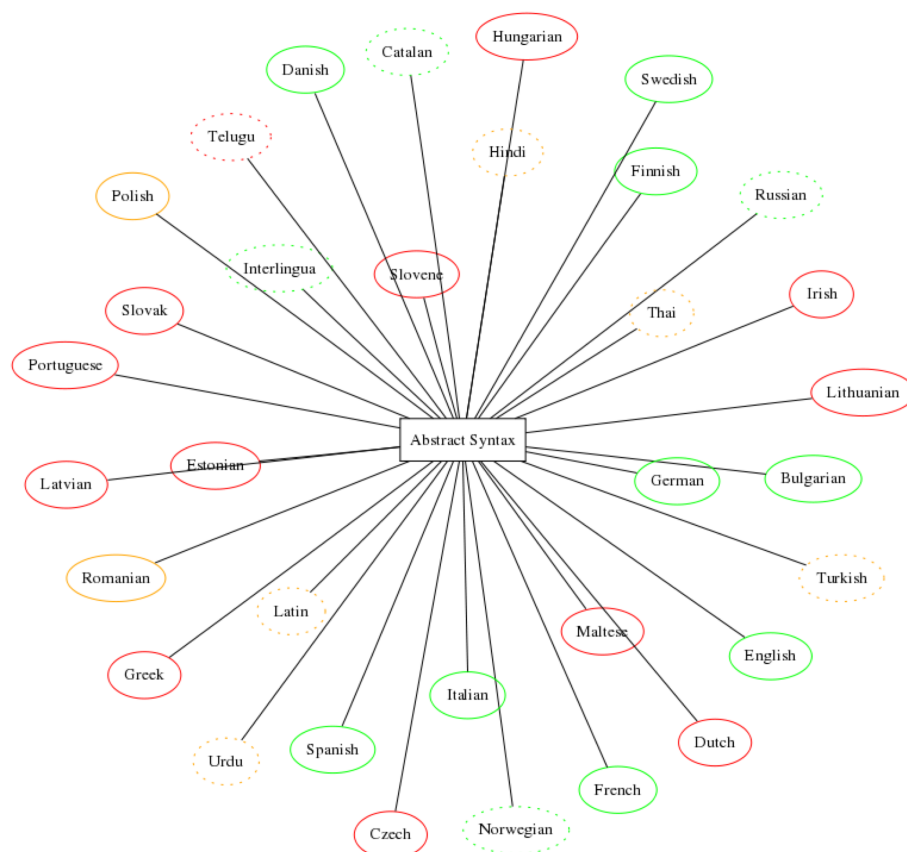 Hungarian
Catalan
Danish
Swedish
Telugu
Hindi
Finnish
Polish
Russian
Interlingua
Slovene
Irish
Slovak
Thai
Portuguese
Lithuanian
Abstract Syntax
Estonian
Latvian
German
Bulgarian
Romanian
Turkish
Latin
Maltese
English
Greek
Italian
Dutch
Spanish
Urdu
French
Czech
Norwegian